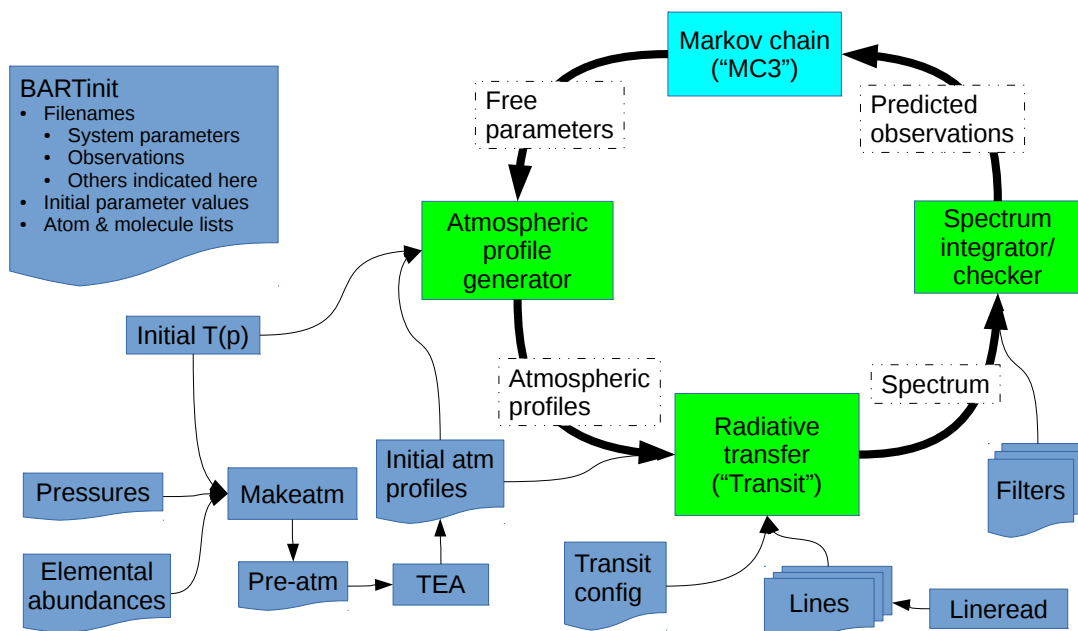 Markov chain
(“MC3”)
BARTinit
• Filenames
• System parameters
• Observations
• Others indicated here
• Initial parameter values
• Atom & molecule lists
Free
parameters
Predicted
observations
Atmospheric
profile
generator
Spectrum
integrator/
checker
Initial T(p)
Atmospheric
profiles
Spectrum
Radiative
transfer
(“Transit”)
Initial atm
profiles
Pressures
Makeatm
Filters
Elemental
abundances
Pre-atm
TEA
Transit
config
Lines
Lineread